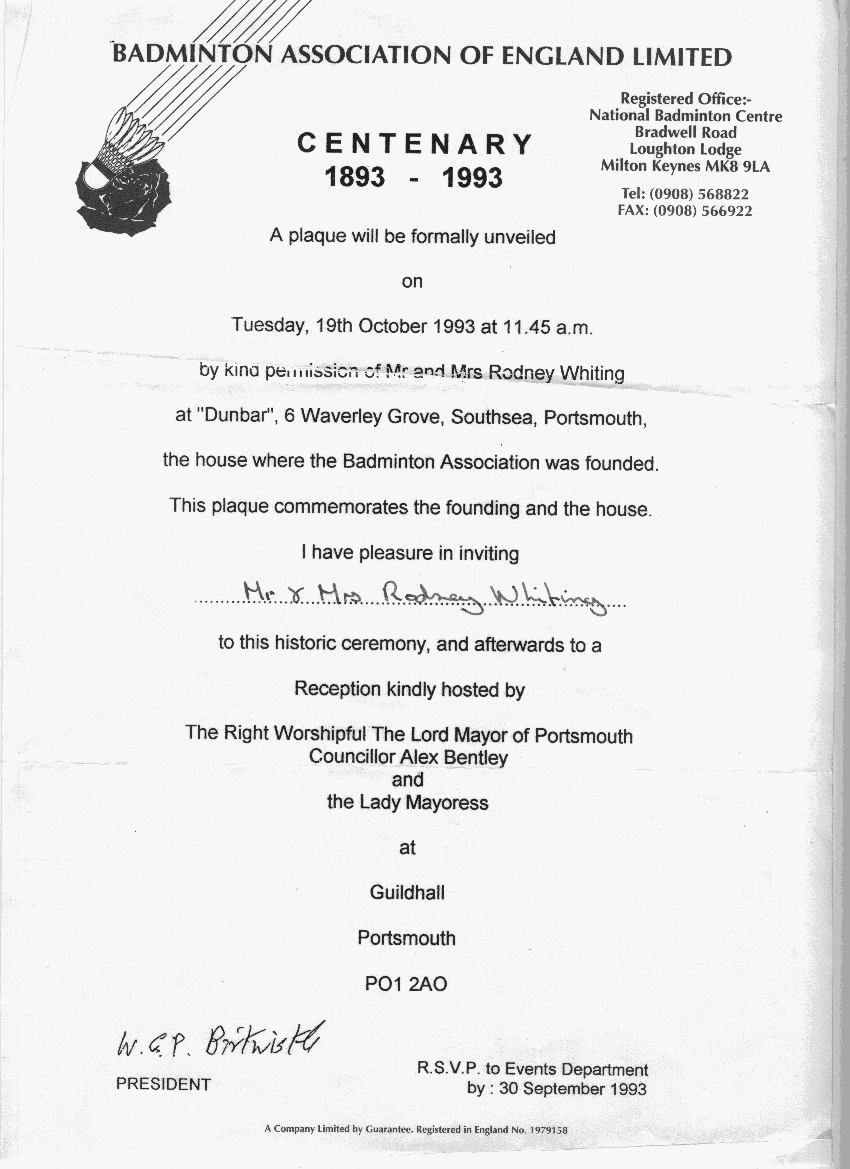 BADMINTON ASSOCIATION OF ENGLAND LIMITED
Registered Office:-
National Badminton Centre
Bradwell Road
Loughton Lodge
Milton Keynes MK8 9LA
Tel: (0908) 568822
FAX: (0908) 566922
CENTENARY
1893 - 1993
A plaque will be formally unveiled
on
Tuesday, 19th October 1993 at 11.45 a.m.
by kind permission of Mr and Mrs Rodney Whiting
at "Dunbar", 6 Waverley Grove, Southsea, Portsmouth,
the house where the Badminton Association was founded.
This plaque commemorates the founding and the house.
I have pleasure in inviting
Mr & Mrs Rodney Whiting
to this historic ceremony, and afterwards to a
Reception kindly hosted by
The Right Worshipful The Lord Mayor of Portsmouth
Councillor Alex Bentley
and
the Lady Mayoress
at
Guildhall
Portsmouth
PO1 2AO
W.G.P. Birtwistle
PRESIDENT
R.S.V.P. to Events Department
by : 30 September 1993
A Company Limited by Guarantee. Registered in England No. 1979158